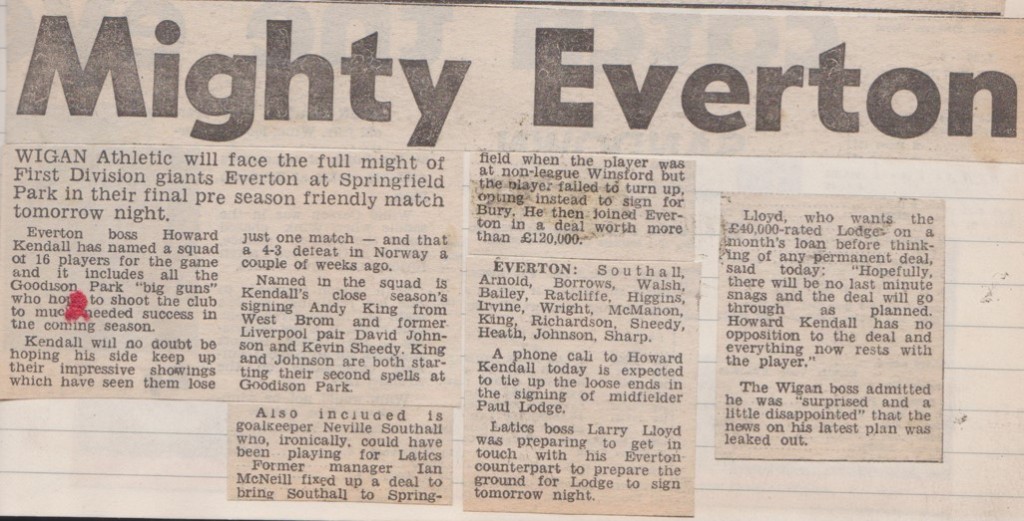 Mighty Everton
WIGAN Athletic will face the full might of
First Division giants Everton at Springfield
Park in their final pre season friendly match
tomorrow night.
Everton boss Howard
Kendall has named a squad
of 16 players for the game
and it includes all the
Goodison Park "big guns"
who to shoot the club
to needed success in
the coming season.
Kendall will no doubt be
hoping his side keep up
their impressive showings
which have seen them lose
just one match — and that
a 4-3 defeat in Norway a
couple of weeks ago.
Named in the squad is
Kendall's close season's
signing Andy King from
West Brom and former
Liverpool pair David John-
son and Kevin Sheedy. King
and Johnson are both star-
ting their second spells at
Goodison Park.
Also included is
goalkeeper Neville Southall
who, ironically, could have
been playing for Latics
Former manager Ian
McNeill fixed up a deal to
bring Southall to Spring-
field when the player was
at non-league Winsford but
the player failed to turn up,
opting instead to sign for
Bury. He then joined Ever-
ton in a deal worth more
than £120,000.
EVERTON: Southall,
Arnold, Borrows, Walsh,
Bailey, Ratcliffe, Higgins,
Irvine, Wright, McManon,
King, Richardson, Sneedy,
Heath, Johnson, Sharp.
A phone call to Howard
Kendall today is expected
to tie up the loose ends in
the signing of midfielder
Paul Lodge.
Latics boss Larry Lloyd
was preparing to get in
touch with his Everton
counterpart to prepare the
ground for Lodge to sign
tomorrow night.
Lloyd, who wants the
£40,000-rated Lodge on a
month's loan before think-
ing of any permanent deal,
said today: "Hopefully,
there will be no last minute
snags and the deal will go
through as planned.
Howard Kendall has no
opposition to the deal and
everything now rests with
the player."
The Wigan boss admitted
he was "surprised and a
little disappointed" that the
news on his latest plan was
leaked out.